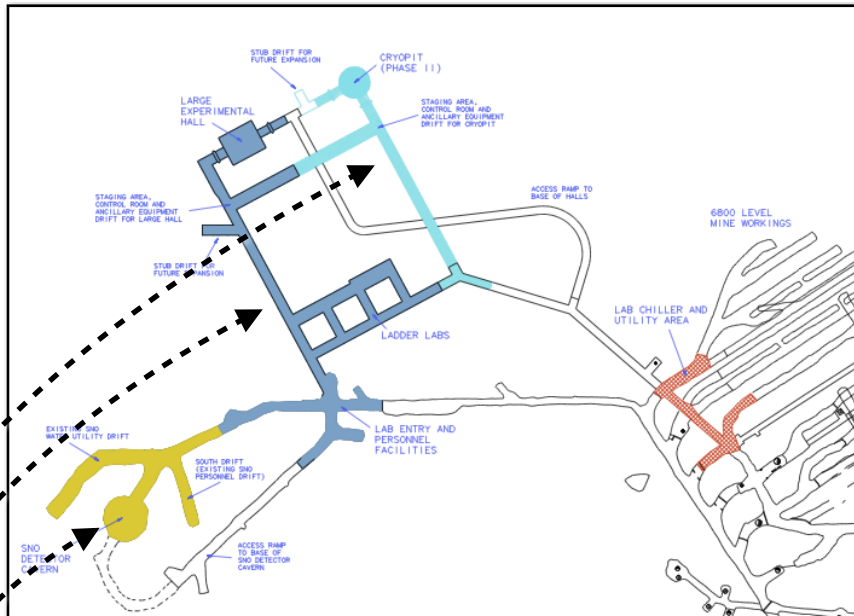 STUB DRIFT FOR
FUTURE EXPANSION
CRYOPIT
(PHASE II)
LARGE
EXPERIMENTAL
HALL
STAGING AREA,
CONTROL ROOM AND
ANCILLARY EQUIPMENT
DRIFT FOR CRYOPIT
STAGING AREA,
CONTROL ROOM AND
ANCILLARY EQUIPMENT
DRIFT FOR LARGE HALL
ACCESS RAMP TO
BASE OF HALLS
6800 LEVEL
MINE WORKINGS
STUB DRIFT FOR
FUTURE EXPANSION
LAB CHILLER AND
UTILITY AREA
LADDER LABS
EXISTING SNO
WATER UTILITY DRIFT
LAB ENTRY AND
PERSONNEL
FACILITIES
SOUTH DRIFT
(EXISTING SNO
PERSONNEL DRIFT)
SNO
DETECTOR
CAVERN
ACCESS RAMP
TO BASE OF
SNO DETECTOR
CAVERN